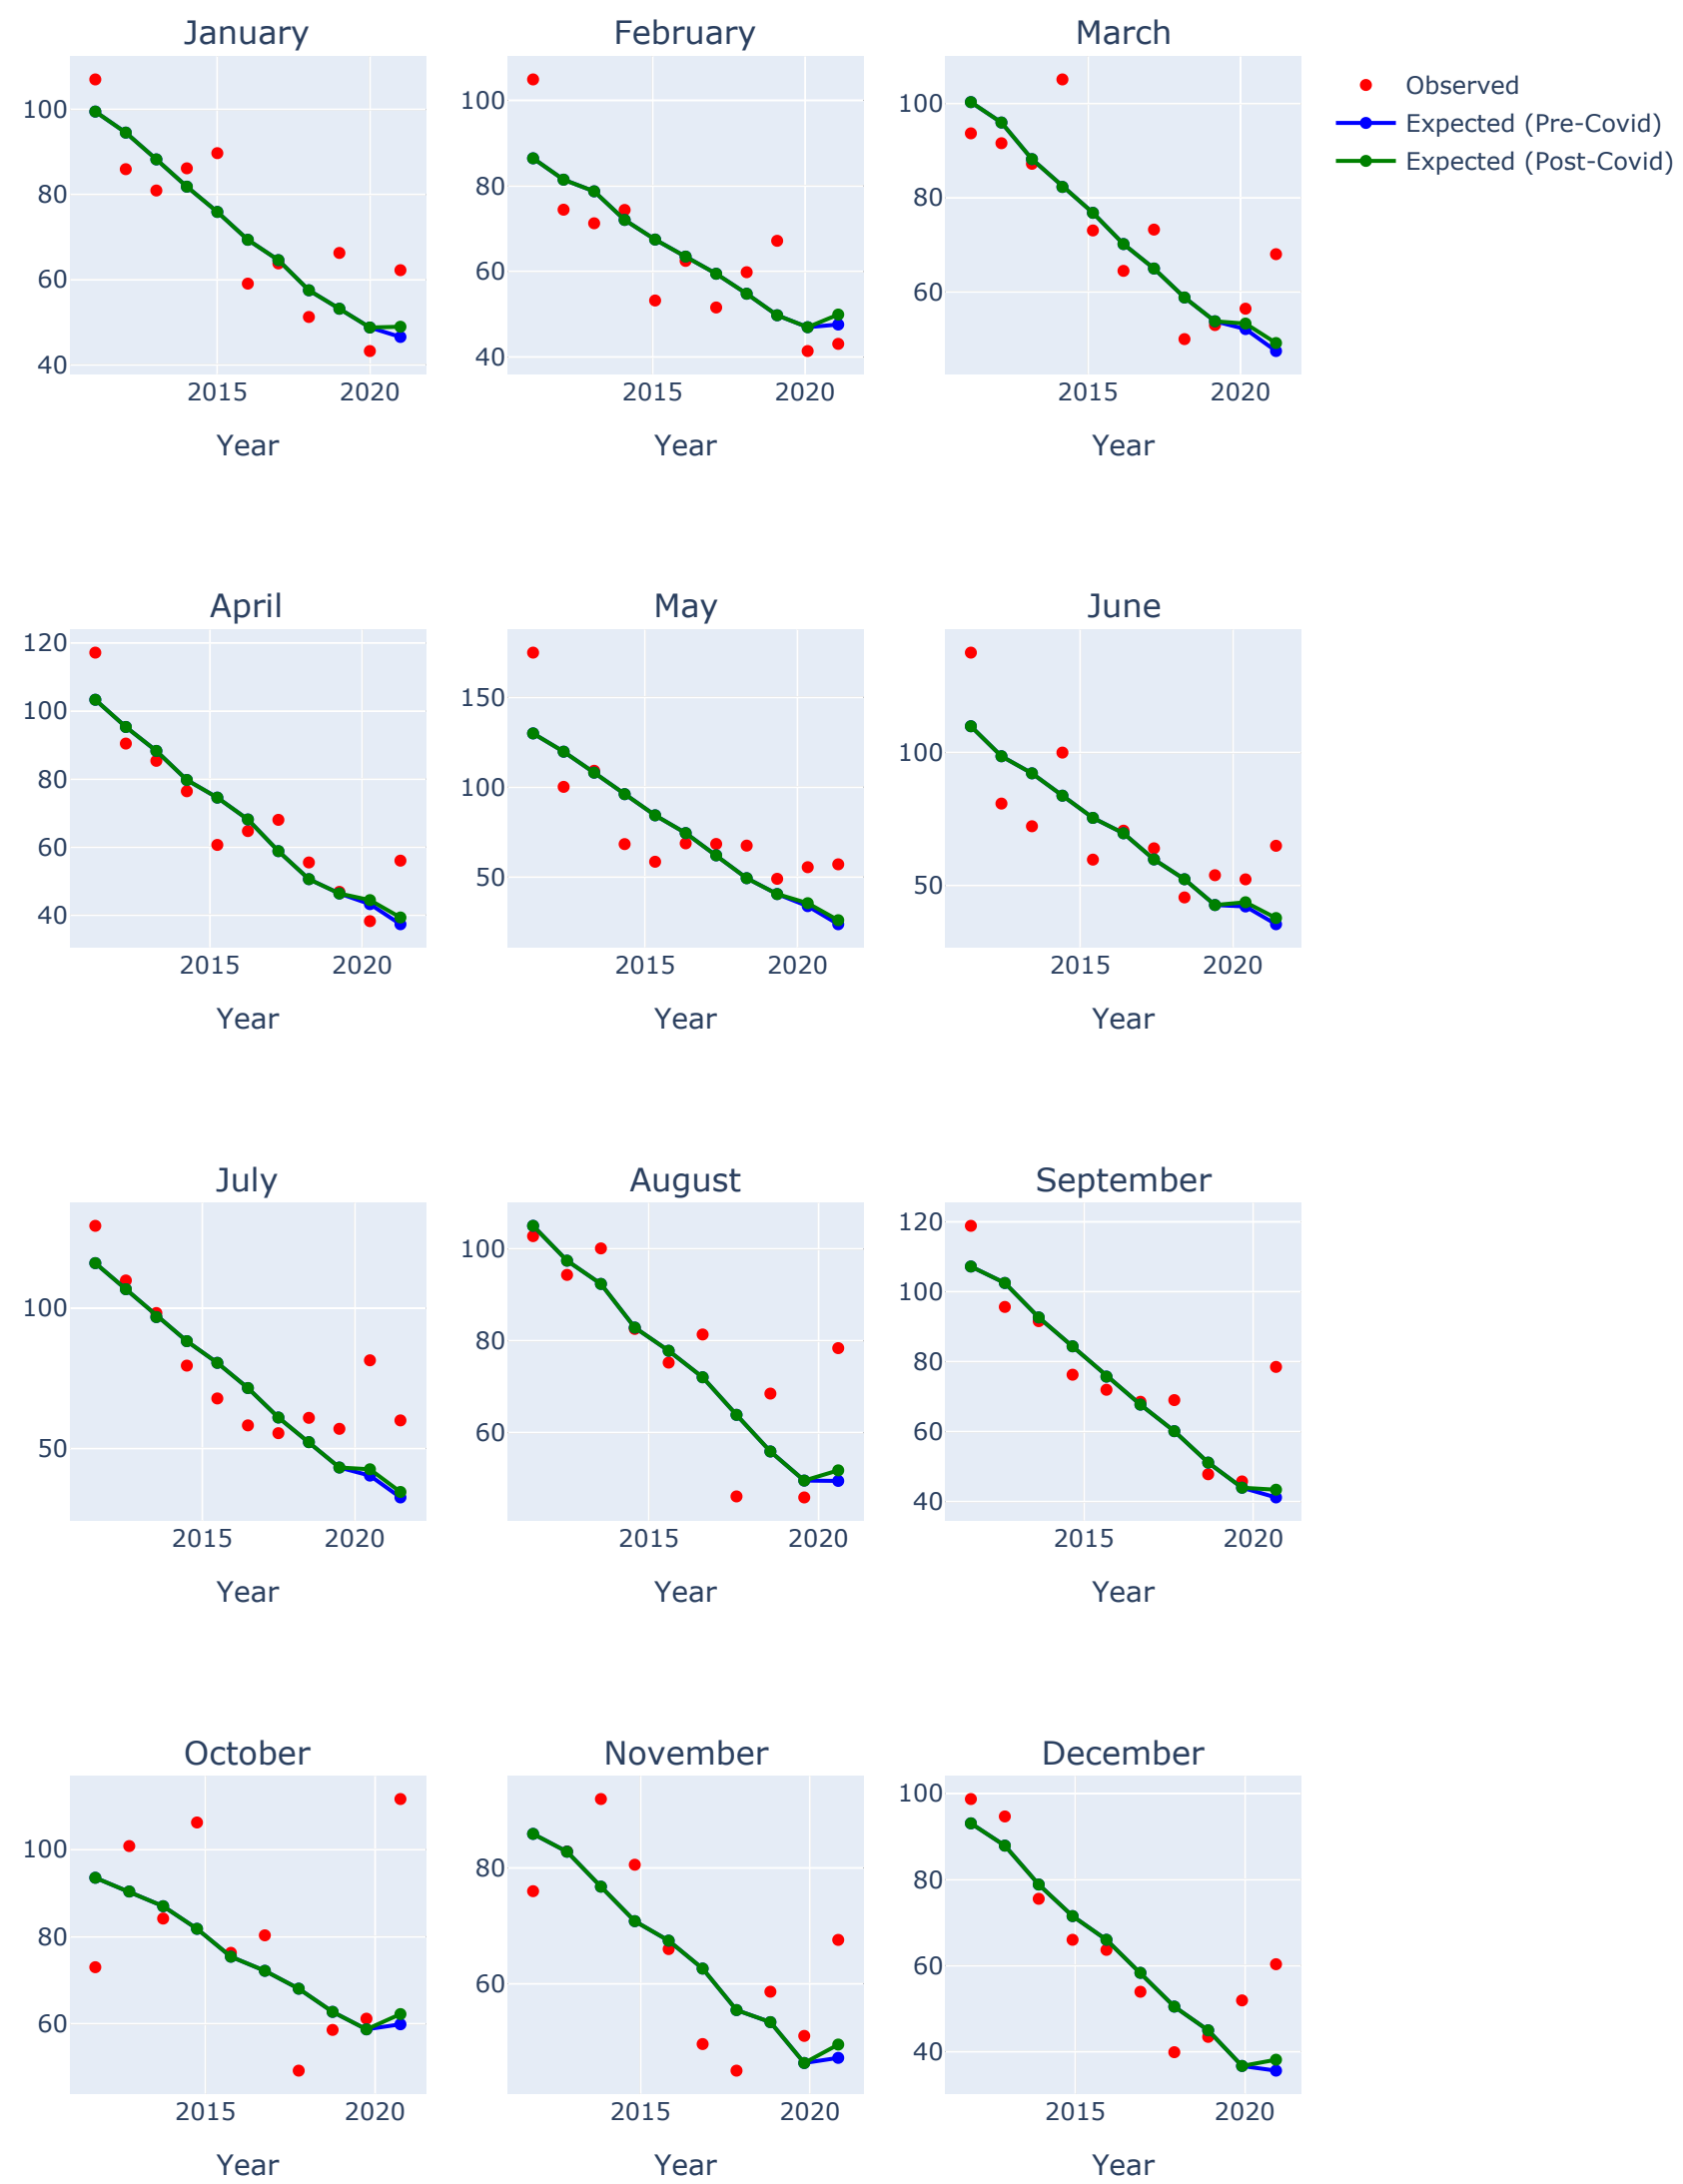 January February March
Observed
Expected (Pre-Covid)
Expected (Post-Covid)
100
80
60
40
2015 2020
Year
100
80
60
40
2015 2020
Year
100
80
60
2015 2020
Year
April May June
120
100
80
60
40
2015 2020
Year
150
100
50
2015 2020
Year
100
50
2015 2020
Year
July August September
100
50
2015 2020
Year
100
80
60
2015 2020
Year
120
100
80
60
40
2015 2020
Year
October November December
100
80
60
2015 2020
Year
80
60
2015 2020
Year
100
80
60
40
2015 2020
Year